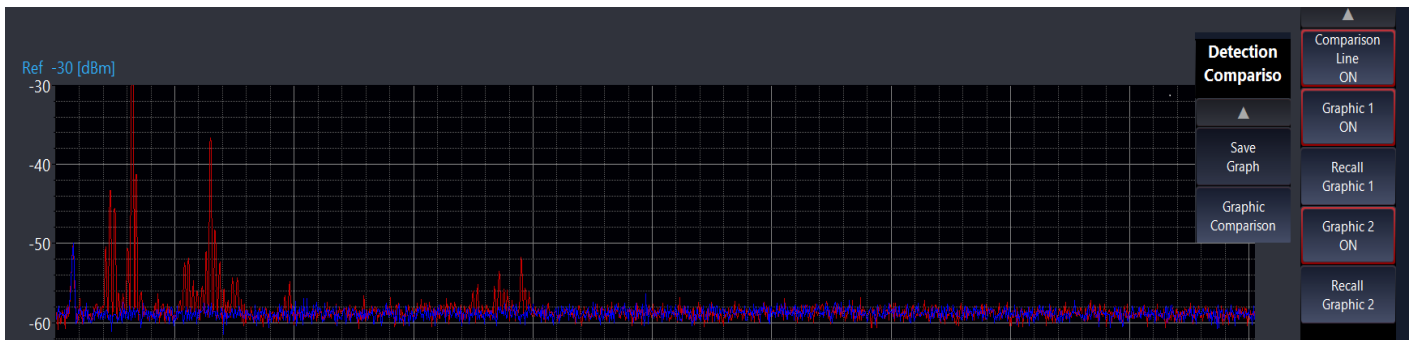 Ref -30 [dBm]
-30
-40
-50
-60
Detection
Compariso
▲
Save
Graph
Graphic
Comparison
▲
Comparison
Line
ON
Graphic 1
ON
Recall
Graphic 1
Graphic 2
ON
Recall
Graphic 2